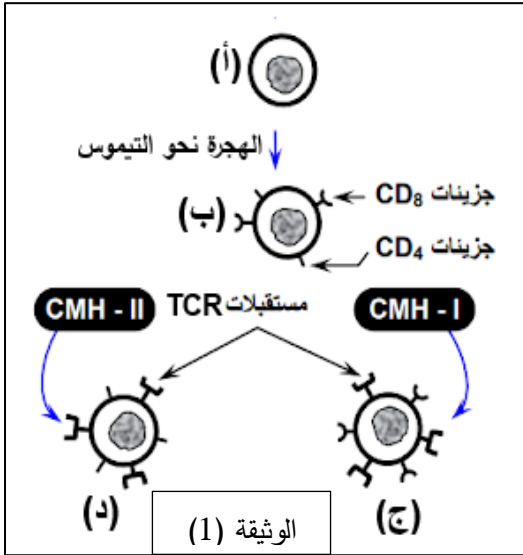 (أ)
الهجرة نحو التيموس
(ب)
جزيئات CD8
جزيئات CD4
CMH - II
مستقبلات TCR
CMH - I
(د)
(ج)
الوثيقة (1)